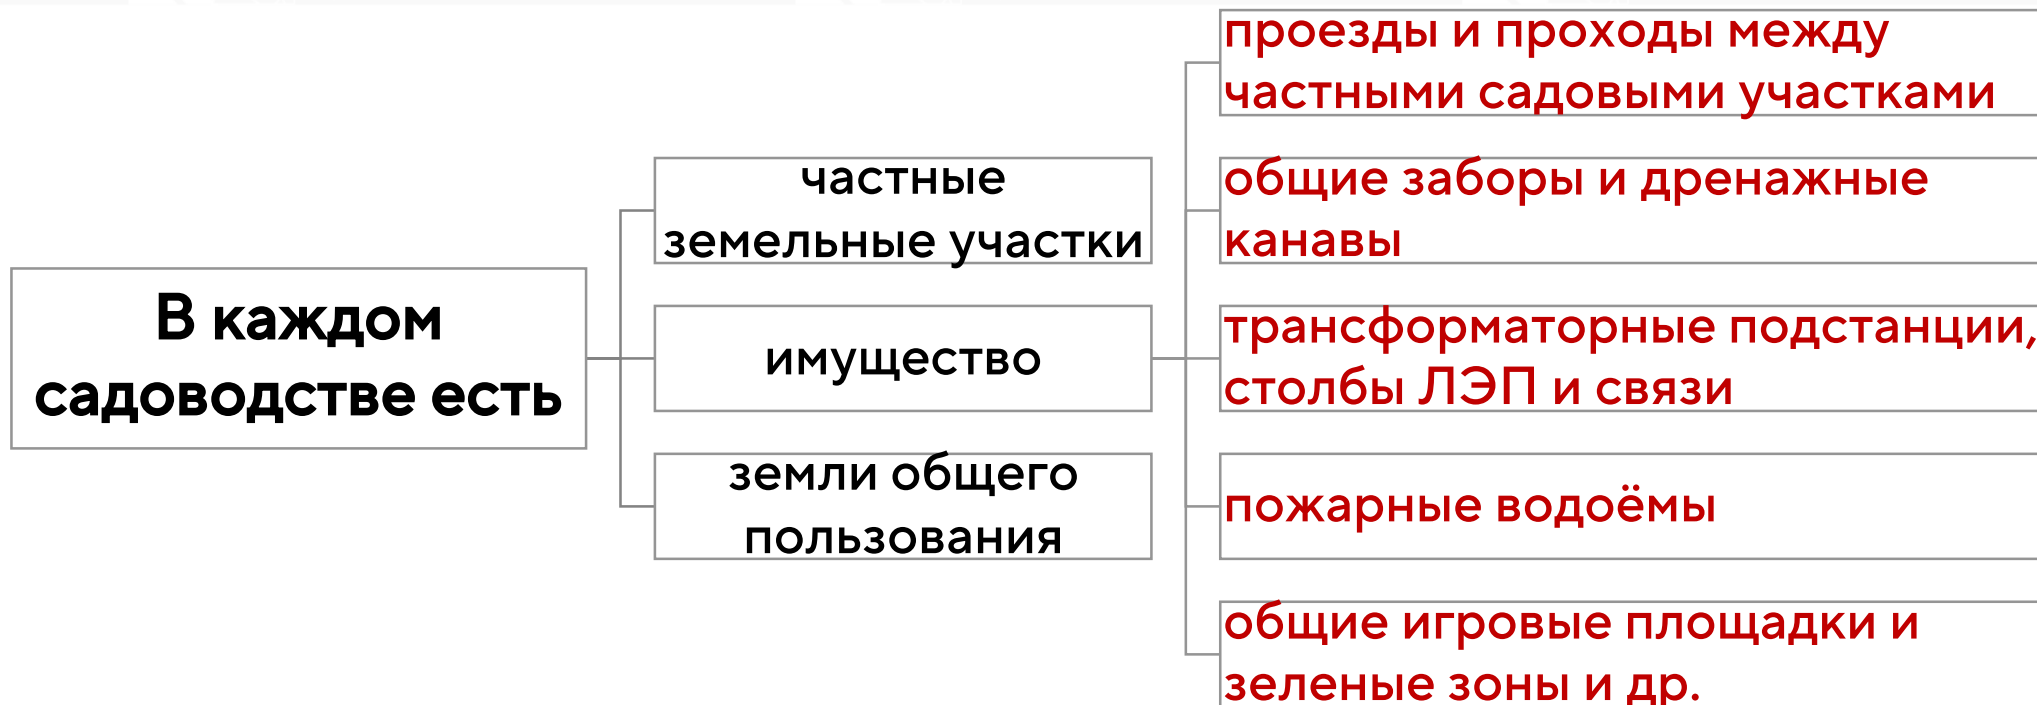 В каждом
садоводстве есть
частные
земельные участки
имущество
земли общего
пользования
проезды и проходы между
частными садовыми участками
общие заборы и дренажные
канавы
трансформаторные подстанции,
столбы ЛЭП и связи
пожарные водоёмы
общие игровые площадки и
зеленые зоны и др.